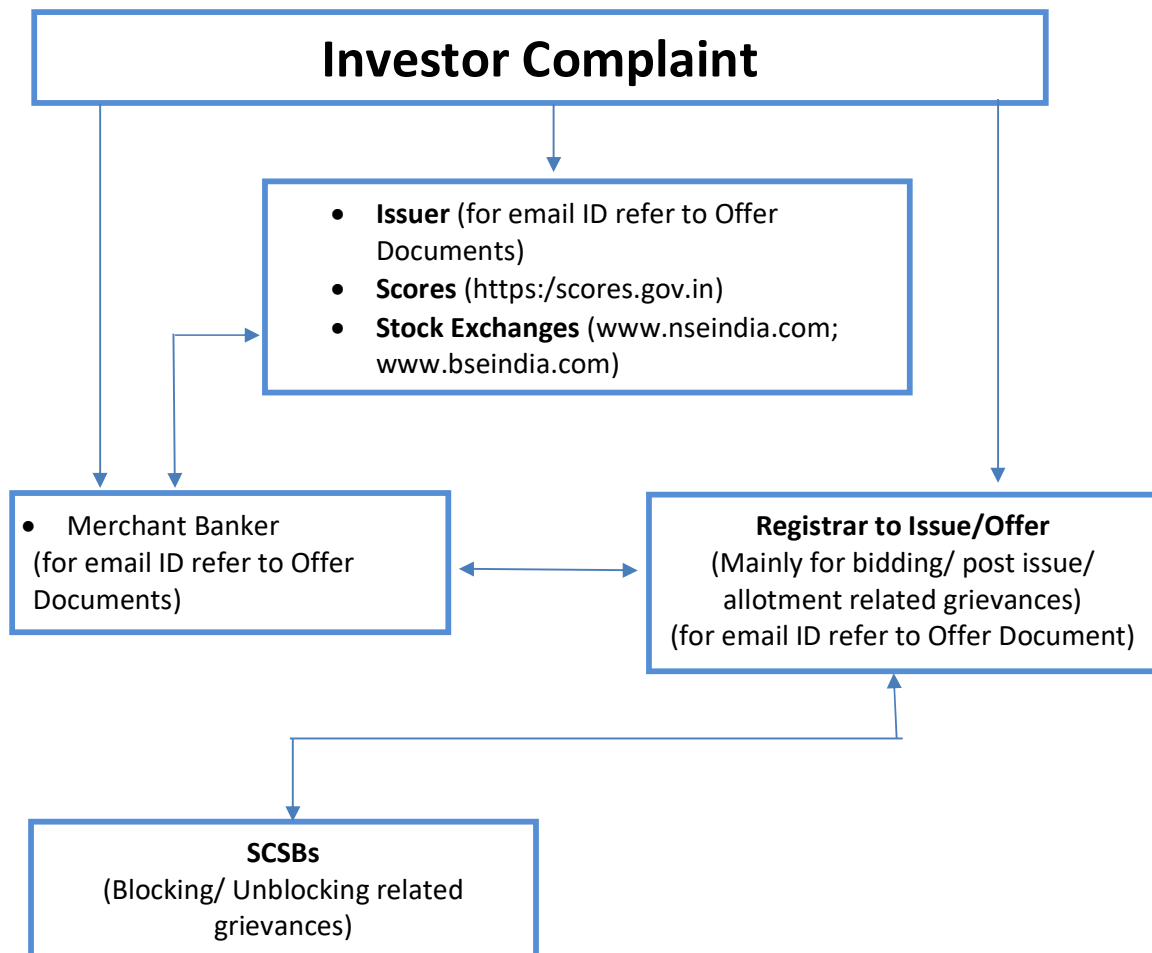 Investor Complaint
• Issuer (for email ID refer to Offer
Documents)
• Scores (https:/scores.gov.in)
• Stock Exchanges (www.nseindia.com;
www.bseindia.com)
• Merchant Banker
(for email ID refer to Offer
Documents)
Registrar to Issue/Offer
(Mainly for bidding/ post issue/
allotment related grievances)
(for email ID refer to Offer Document)
SCSBs
(Blocking/ Unblocking related
grievances)